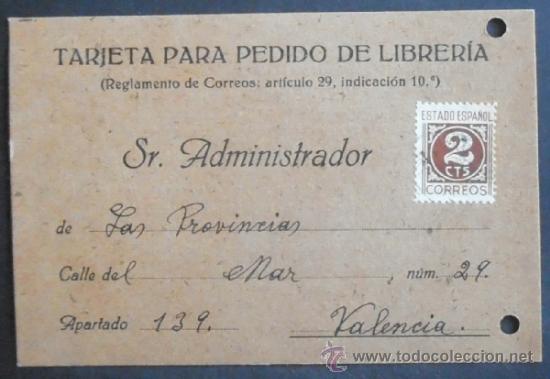 TARJETA PARA PEDIDO DE LIBRERÍA
(Reglamento de Correos: artículo 29, indicación 10.ª)
ESTADO ESPAÑOL
2
CTS
CORREOS
Sr. Administrador
de Las Provincias
Calle del Mar núm. 29.
Apartado 139. Valencia.
www.todocoleccion.net